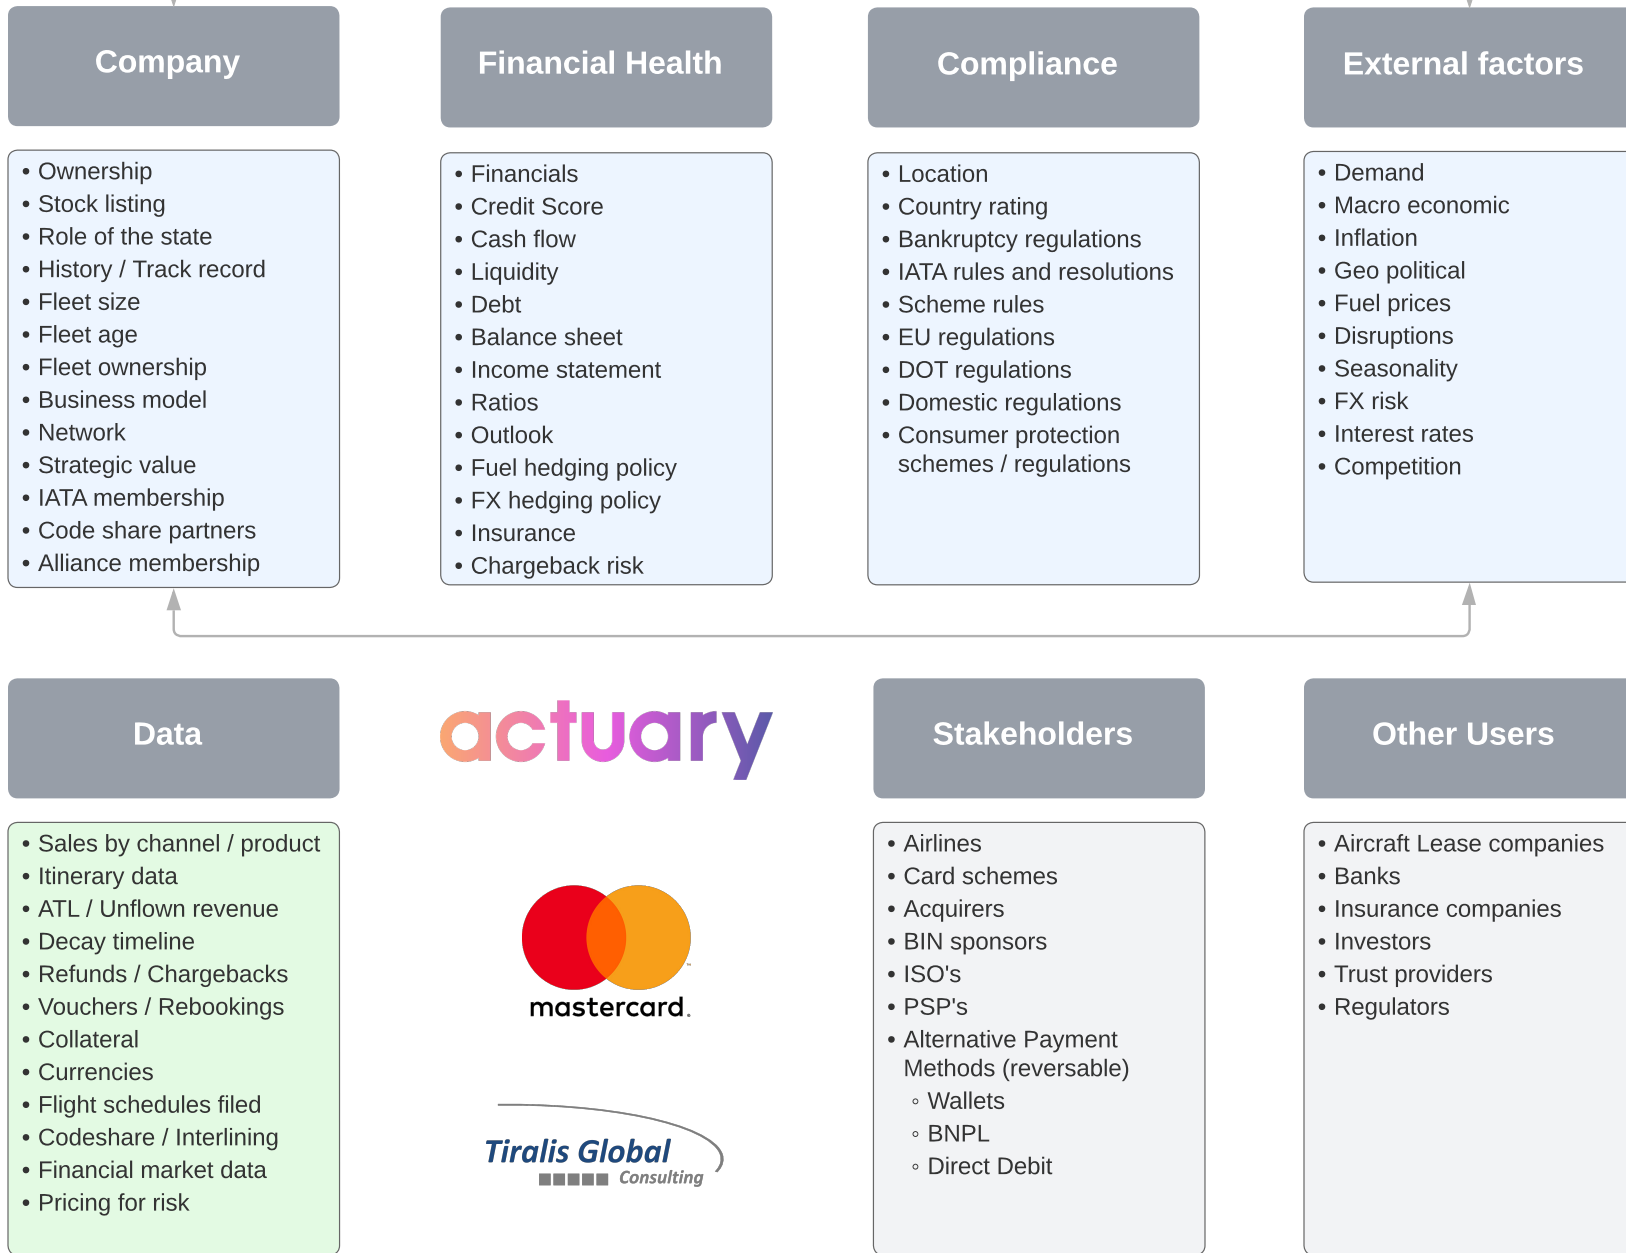 Company
• Ownership
• Stock listing
• Role of the state
• History / Track record
• Fleet size
• Fleet age
• Fleet ownership
• Business model
• Network
• Strategic value
• IATA membership
• Code share partners
• Alliance membership
Financial Health
• Financials
• Credit Score
• Cash flow
• Liquidity
• Debt
• Balance sheet
• Income statement
• Ratios
• Outlook
• Fuel hedging policy
• FX hedging policy
• Insurance
• Chargeback risk
Compliance
• Location
• Country rating
• Bankruptcy regulations
• IATA rules and resolutions
• Scheme rules
• EU regulations
• DOT regulations
• Domestic regulations
• Consumer protection
schemes / regulations
External factors
• Demand
• Macro economic
• Inflation
• Geo political
• Fuel prices
• Disruptions
• Seasonality
• FX risk
• Interest rates
• Competition
Data
• Sales by channel / product
• Itinerary data
• ATL / Unflown revenue
• Decay timeline
• Refunds / Chargebacks
• Vouchers / Rebookings
• Collateral
• Currencies
• Flight schedules filed
• Codeshare / Interlining
• Financial market data
• Pricing for risk
actuary
mastercard.
Tiralis Global
Consulting
Stakeholders
• Airlines
• Card schemes
• Acquirers
• BIN sponsors
• ISO's
• PSP's
• Alternative Payment
Methods (reversable)
◦ Wallets
◦ BNPL
◦ Direct Debit
Other Users
• Aircraft Lease companies
• Banks
• Insurance companies
• Investors
• Trust providers
• Regulators